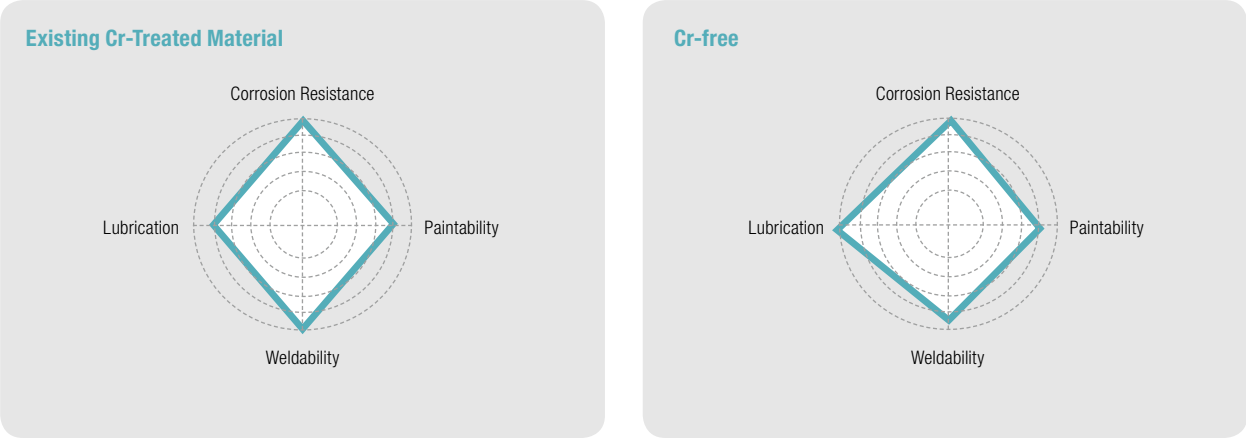 Existing Cr-Treated Material
Corrosion Resistance
Lubrication
Paintability
Weldability
Cr-free
Corrosion Resistance
Lubrication
Paintability
Weldability